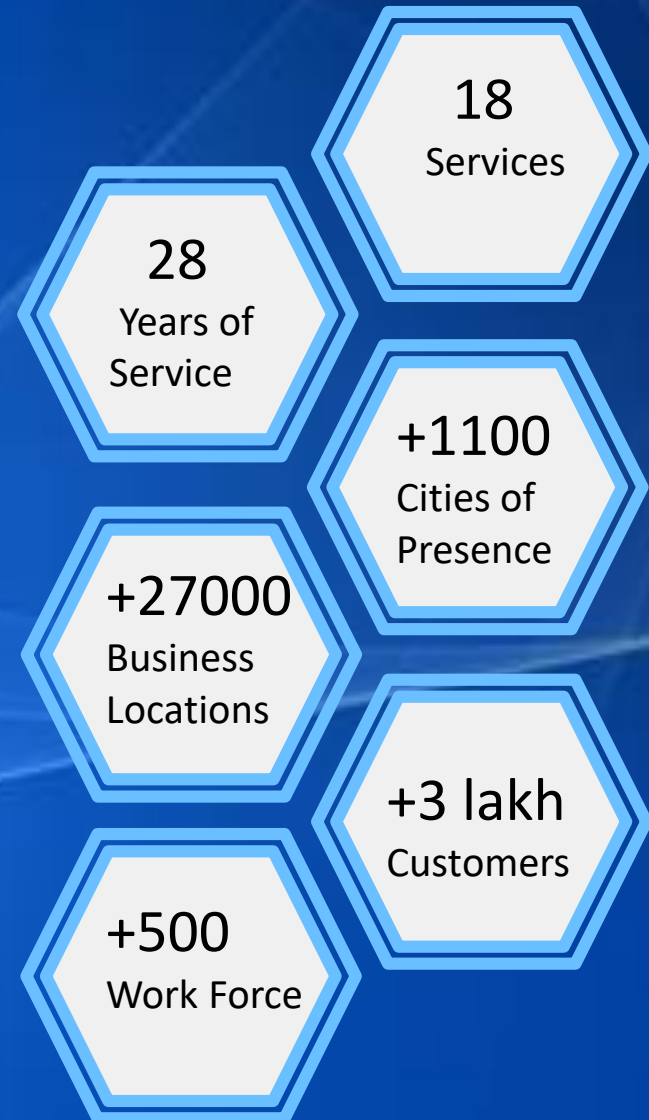 18
Services
28
Years of
Service
+1100
Cities of
Presence
+27000
Business
Locations
+3 lakh
Customers
+500
Work Force